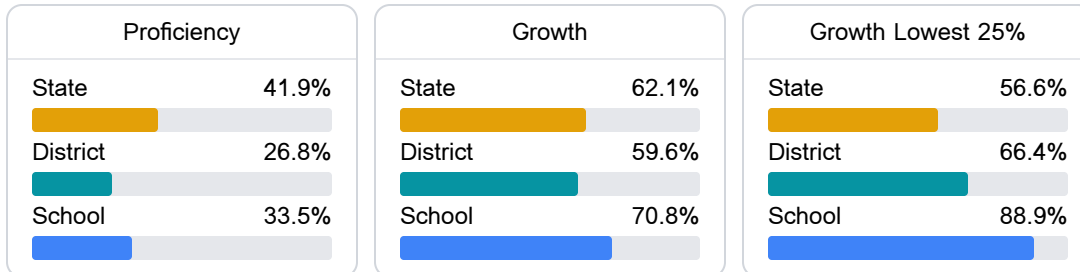 Proficiency
State 41.9%
District 26.8%
School 33.5%
Growth
State 62.1%
District 59.6%
School 70.8%
Growth Lowest 25%
State 56.6%
District 66.4%
School 88.9%